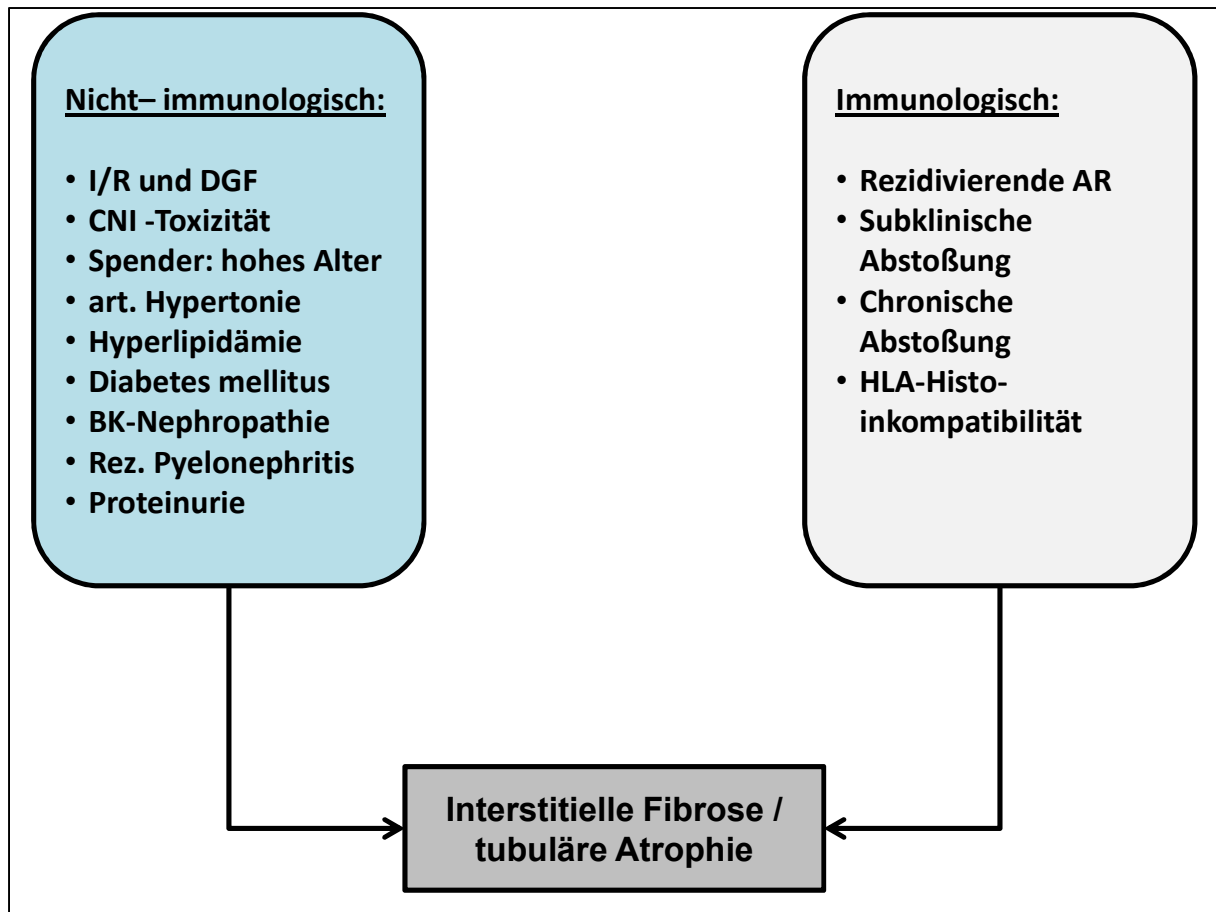 Nicht– immunologisch:
• I/R und DGF
• CNI -Toxizität
• Spender: hohes Alter
• art. Hypertonie
• Hyperlipidämie
• Diabetes mellitus
• BK-Nephropathie
• Rez. Pyelonephritis
• Proteinurie
Immunologisch:
• Rezidivierende AR
• Subklinische
Abstoßung
• Chronische
Abstoßung
• HLA-Histo-
inkompatibilität
Interstitielle Fibrose /
tubuläre Atrophie